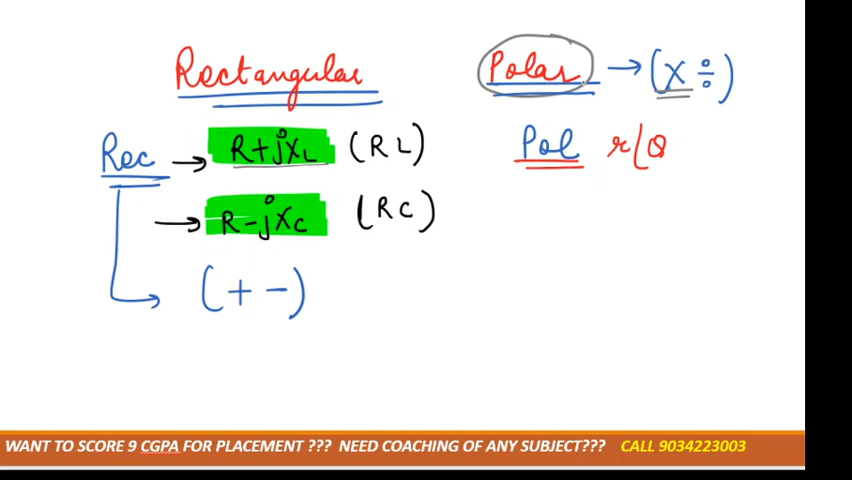 Rectangular
Polar → (× ÷)
Rec → R+jXL (RL)
Pol r∠θ
→ R-jXC (RC)
(+ -)
WANT TO SCORE 9 CGPA FOR PLACEMENT ??? NEED COACHING OF ANY SUBJECT??? CALL 9034223003